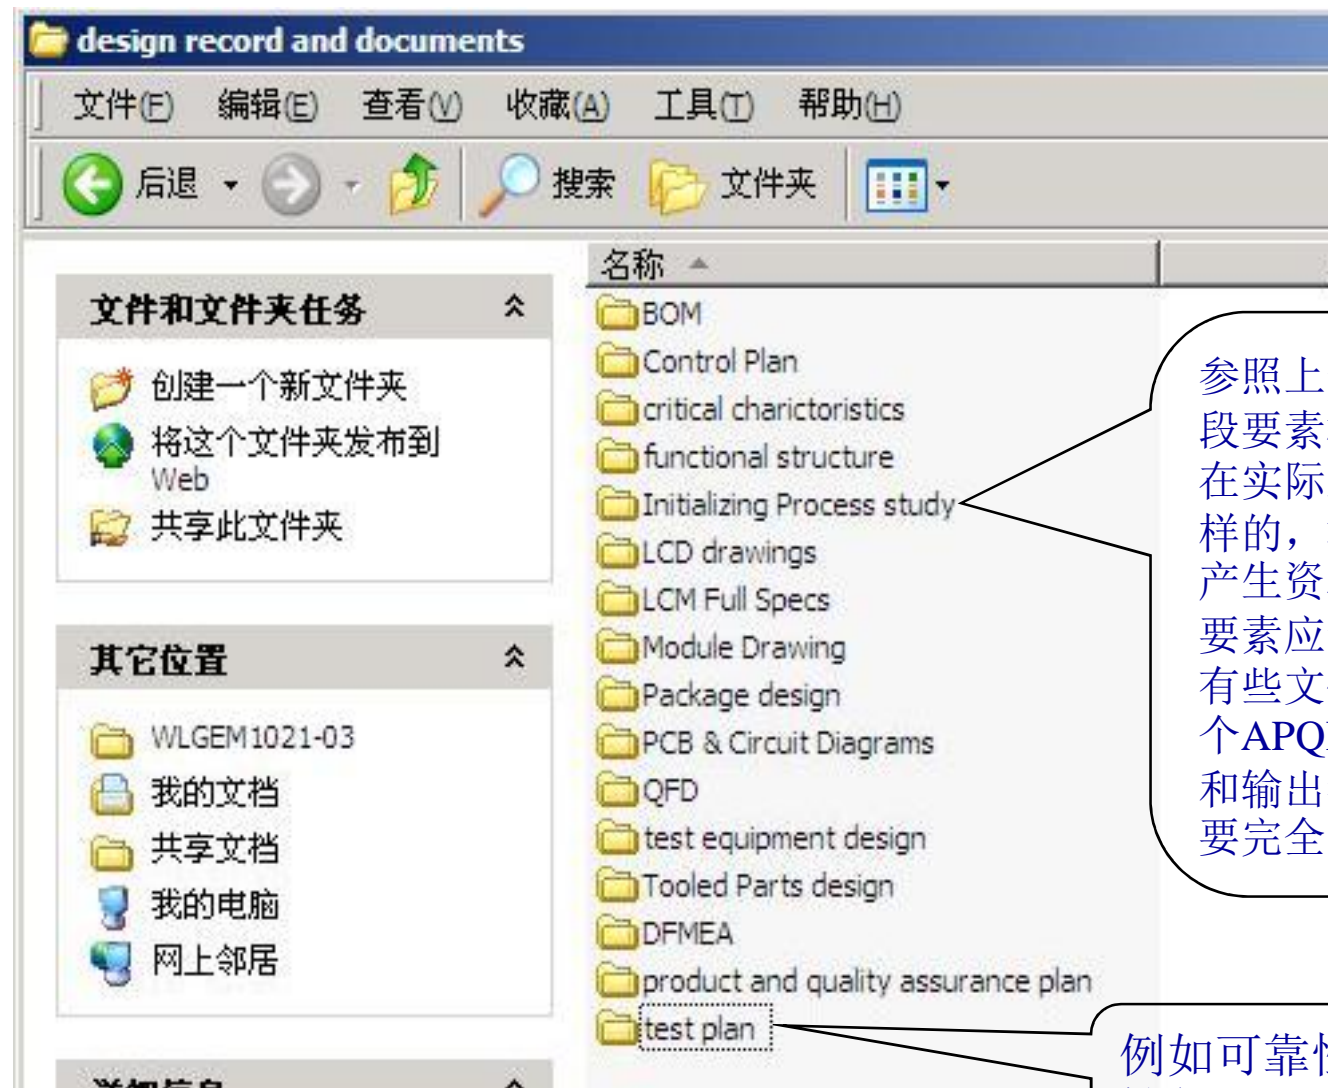 design record and documents
文件(F) 编辑(E) 查看(V) 收藏(A) 工具(T) 帮助(H)
后退 搜索 文件夹
文件和文件夹任务
创建一个新文件夹
将这个文件夹发布到
Web
共享此文件夹
其它位置
WLGEM1021-03
我的文档
共享文档
我的电脑
网上邻居
详细信息
名称
BOM
Control Plan
critical charictoristics
functional structure
Initializing Process study
LCD drawings
LCM Full Specs
Module Drawing
Package design
PCB & Circuit Diagrams
QFD
test equipment design
Tooled Parts design
DFMEA
product and quality assurance plan
test plan
参照上
段要素
在实际
样的，
产生资
要素应
有些文
个APQ
和输出
要完全
例如可靠